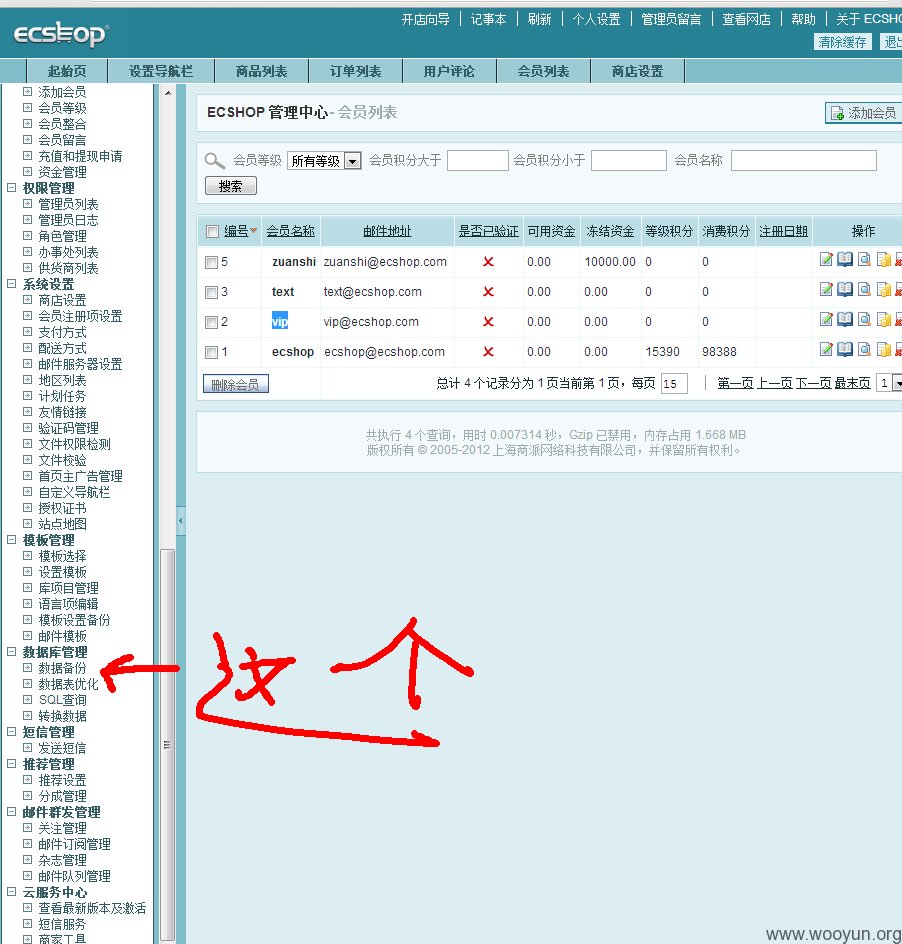 ecshop
开店向导 记事本 刷新 个人设置 管理员留言 查看网店 帮助 关于 ECSHO
清除缓存 退出
起始页 设置导航栏 商品列表 订单列表 用户评论 会员列表 商店设置
添加会员
会员等级
会员整合
会员留言
充值和提现申请
资金管理
权限管理
管理员列表
管理员日志
角色管理
办事处列表
供货商列表
系统设置
商店设置
会员注册项设置
支付方式
配送方式
邮件服务器设置
地区列表
计划任务
友情链接
验证码管理
文件权限检测
文件校验
首页主广告管理
自定义导航栏
授权证书
站点地图
模板管理
模板选择
设置模板
库项目管理
语言项编辑
模板设置备份
邮件模板
数据库管理
数据备份
数据表优化
SQL查询
转换数据
短信管理
发送短信
推荐管理
推荐设置
分成管理
邮件群发管理
关注管理
邮件订阅管理
杂志管理
邮件队列管理
云服务中心
查看最新版本及激活
短信服务
商家工具
ECSHOP 管理中心 - 会员列表
添加会员
会员等级 所有等级 会员积分大于 会员积分小于 会员名称
搜索
编号 会员名称 邮件地址 是否已验证 可用资金 冻结资金 等级积分 消费积分 注册日期 操作
5 zuanshi zuanshi@ecshop.com 0.00 10000.00 0 0
3 text text@ecshop.com 0.00 0.00 0 0
2 vip vip@ecshop.com 0.00 0.00 0 0
1 ecshop ecshop@ecshop.com 0.00 0.00 15390 98388
删除会员 总计 4 个记录分为 1 页当前第 1 页，每页 15 第一页 上一页 下一页 最末页 1
共执行 4 个查询，用时 0.007314 秒，Gzip 已禁用，内存占用 1.668 MB
版权所有 © 2005-2012 上海商派网络科技有限公司，并保留所有权利。
这个
www.wooyun.org